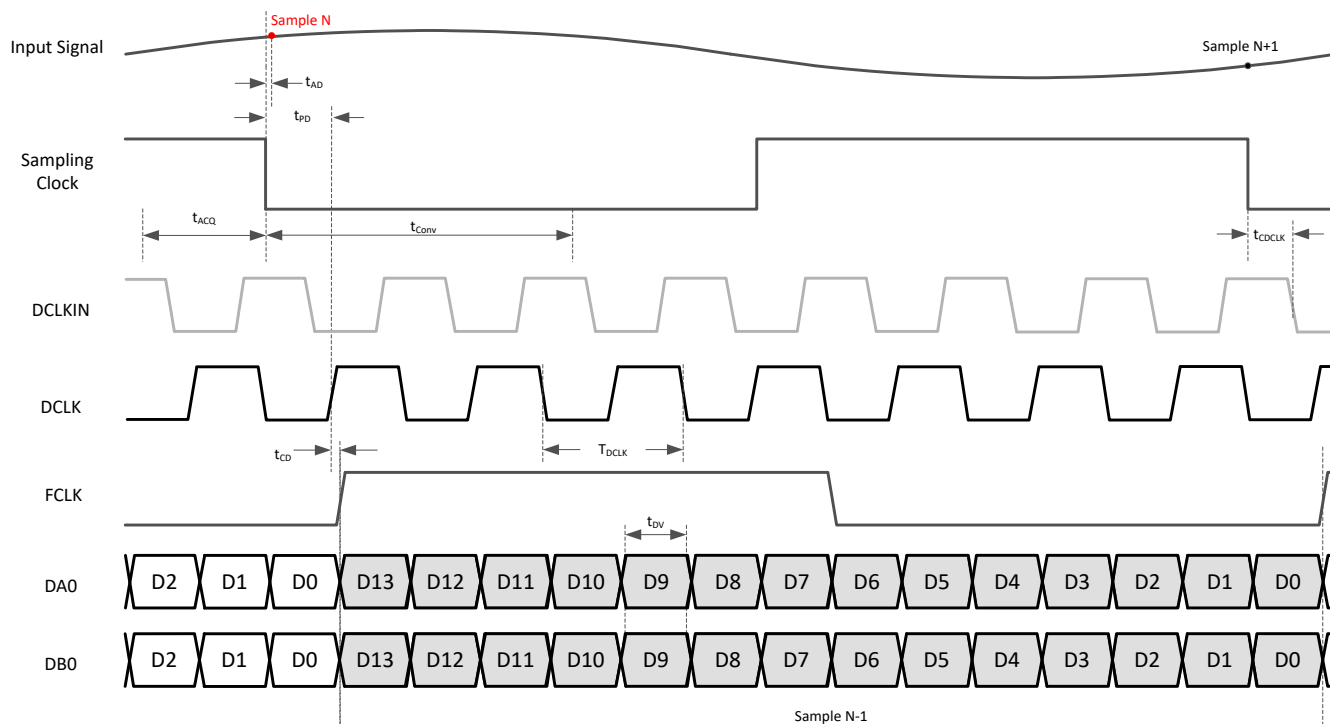 Sample N
Input Signal
Sample N+1
tAD
tPD
Sampling
Clock
tACQ
tConv
tCDCLK
DCLKIN
DCLK
tCD
TDCLK
FCLK
tDV
DA0 D2 D1 D0 D13 D12 D11 D10 D9 D8 D7 D6 D5 D4 D3 D2 D1 D0
DB0 D2 D1 D0 D13 D12 D11 D10 D9 D8 D7 D6 D5 D4 D3 D2 D1 D0
Sample N-1